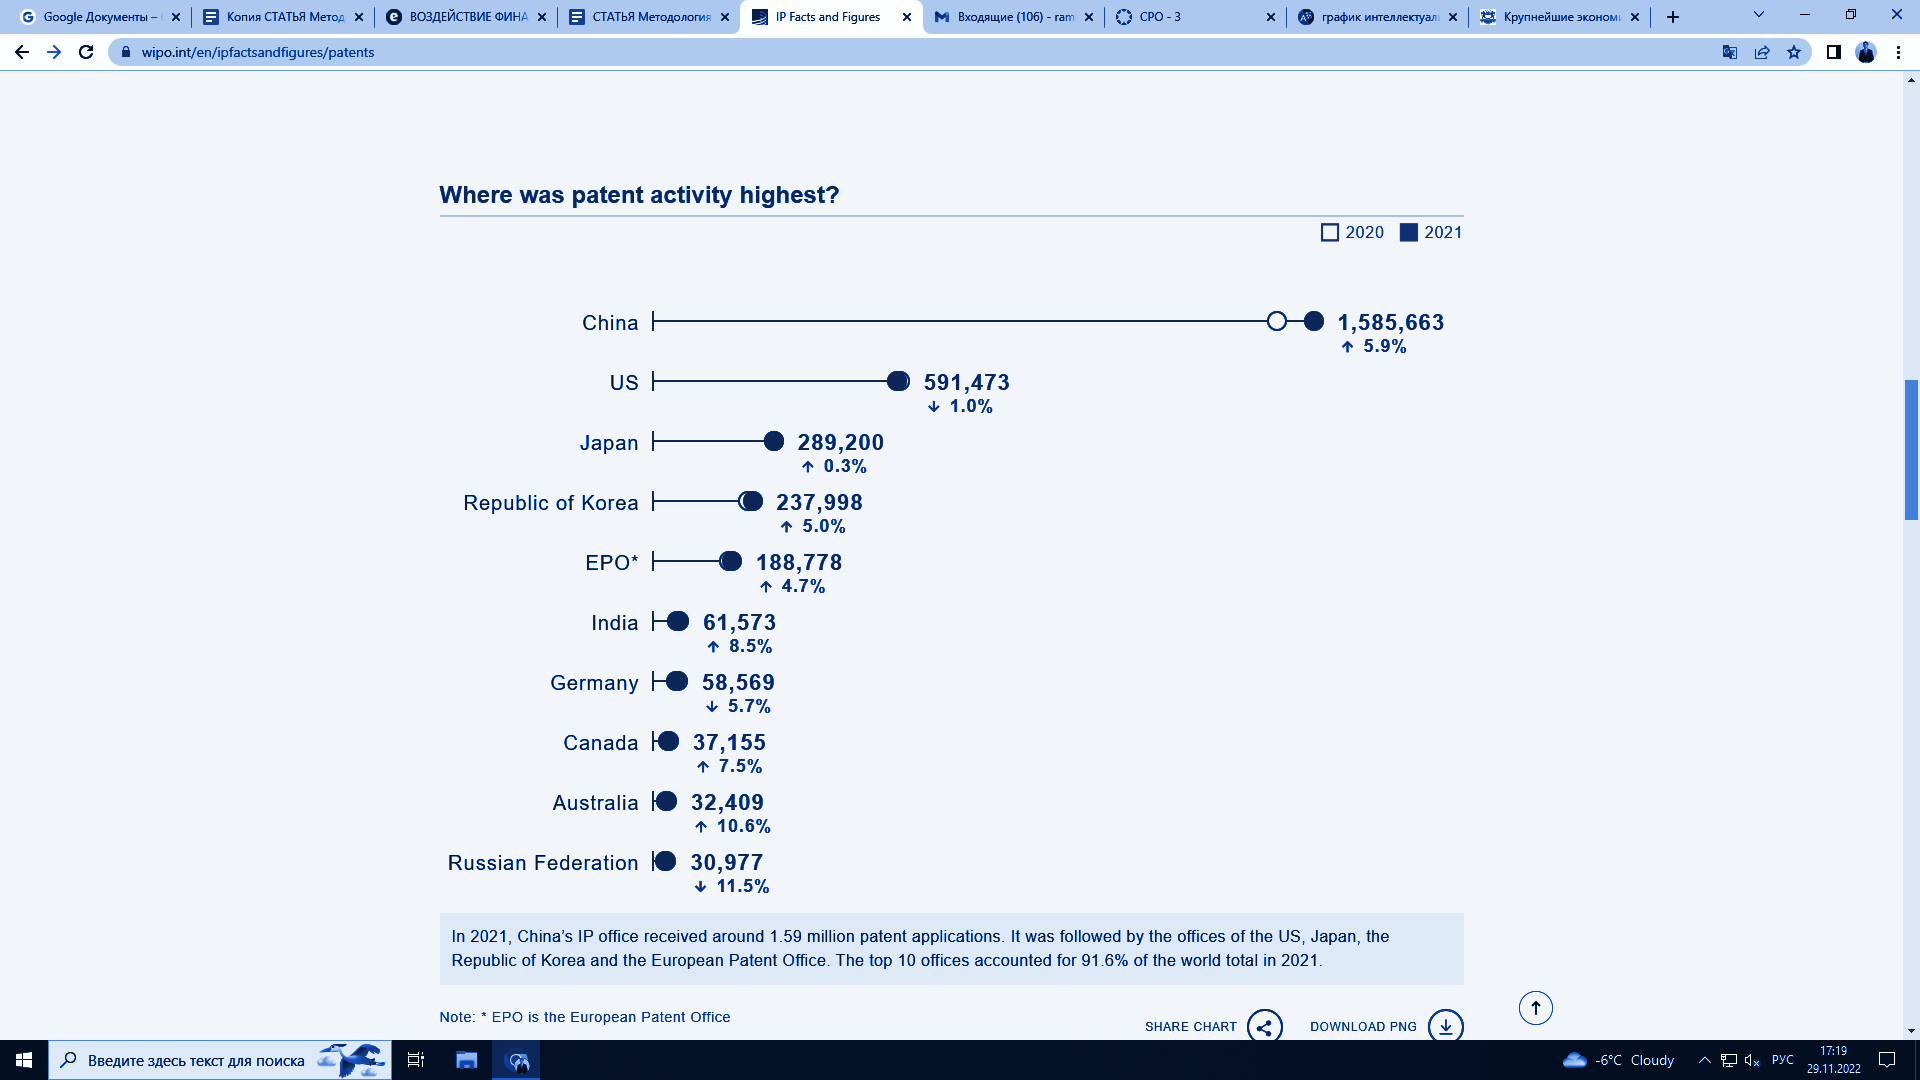 Google Документы –
Копия СТАТЬЯ Метод
ВОЗДЕЙСТВИЕ ФИНА
СТАТЬЯ Методология
IP Facts and Figures
Входящие (106) - ram
СРО - 3
график интеллектуал
Крупнейшие эконом
wipo.int/en/ipfactsandfigures/patents
Where was patent activity highest?
2020 2021
China 1,585,663
↑ 5.9%
US 591,473
↓ 1.0%
Japan 289,200
↑ 0.3%
Republic of Korea 237,998
↑ 5.0%
EPO* 188,778
↑ 4.7%
India 61,573
↑ 8.5%
Germany 58,569
↓ 5.7%
Canada 37,155
↑ 7.5%
Australia 32,409
↑ 10.6%
Russian Federation 30,977
↓ 11.5%
In 2021, China’s IP office received around 1.59 million patent applications. It was followed by the offices of the US, Japan, the
Republic of Korea and the European Patent Office. The top 10 offices accounted for 91.6% of the world total in 2021.
Note: * EPO is the European Patent Office
SHARE CHART DOWNLOAD PNG
Введите здесь текст для поиска
-6°C Cloudy
РУС
17:19
29.11.2022